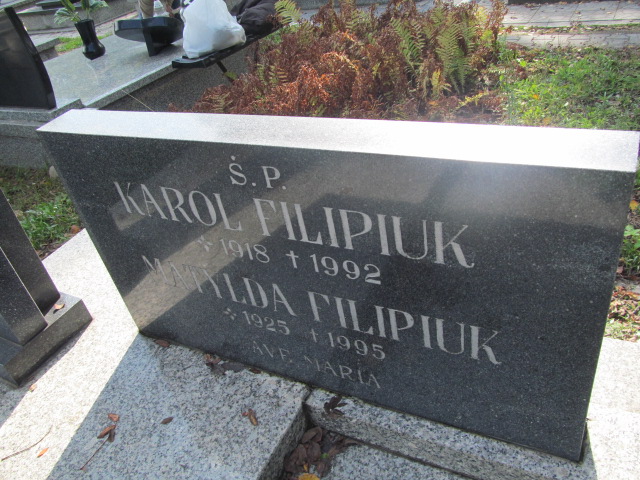 Ś.P.
KAROL FILIPIUK
* 1918 † 1992
MATYLDA FILIPIUK
* 1925 † 1995
AVE MARIA